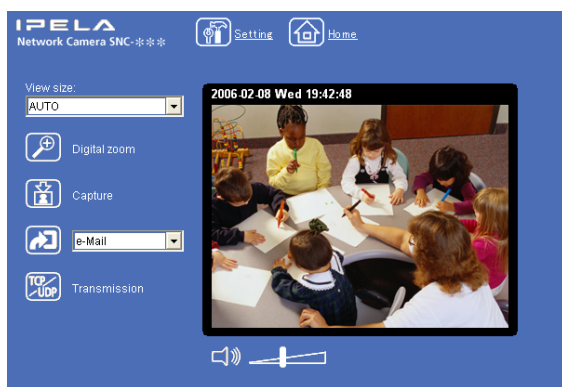 IPELA
Network Camera SNC-***
Setting
Home
View size:
AUTO
2006-02-08 Wed 19:42:48
Digital zoom
Capture
e-Mail
TCP/UDP
Transmission